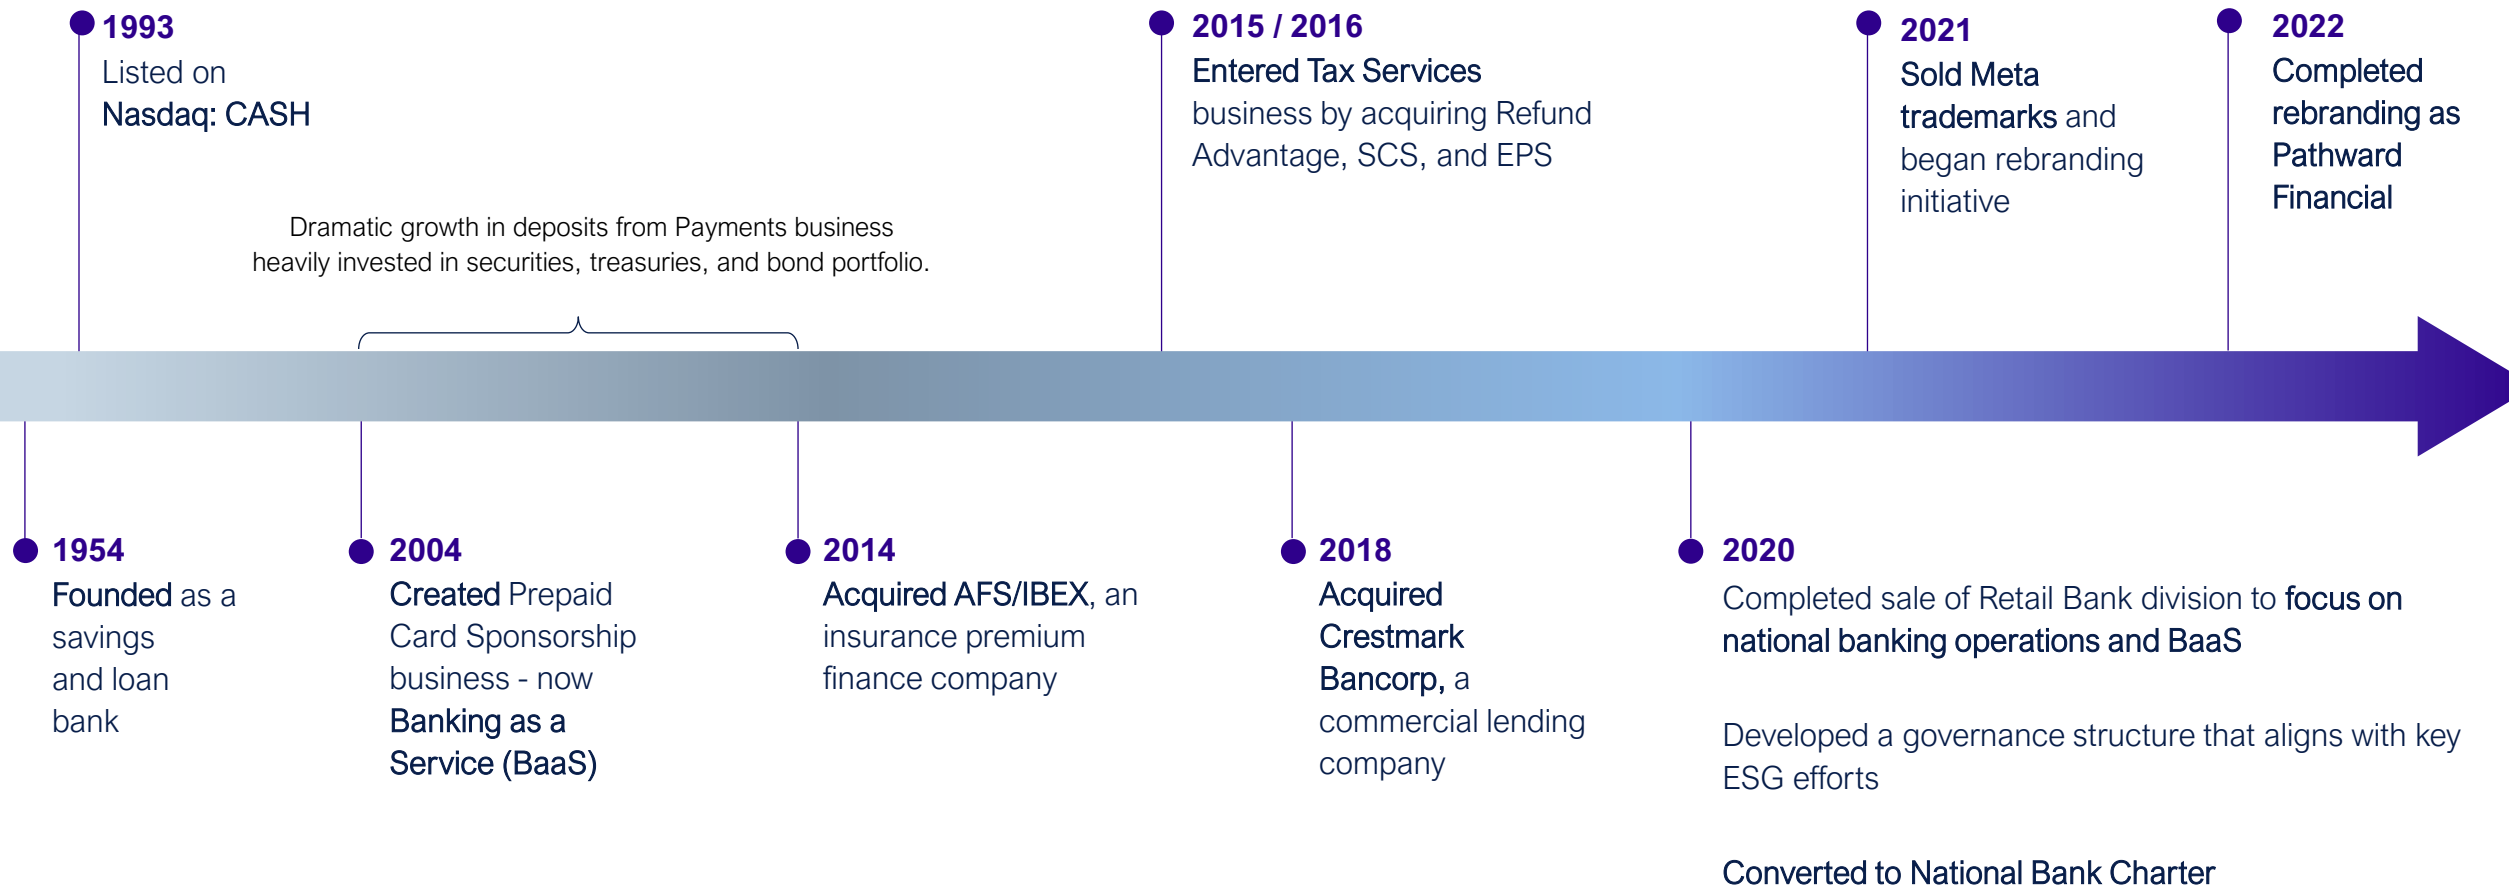 1993
Listed on
Nasdaq: CASH
2015 / 2016
Entered Tax Services
business by acquiring Refund
Advantage, SCS, and EPS
2021
Sold Meta
trademarks and
began rebranding
initiative
2022
Completed
rebranding as
Pathward
Financial
Dramatic growth in deposits from Payments business
heavily invested in securities, treasuries, and bond portfolio.
1954
Founded as a
savings
and loan
bank
2004
Created Prepaid
Card Sponsorship
business - now
Banking as a
Service (BaaS)
2014
Acquired AFS/IBEX, an
insurance premium
finance company
2018
Acquired
Crestmark
Bancorp, a
commercial lending
company
2020
Completed sale of Retail Bank division to focus on
national banking operations and BaaS
Developed a governance structure that aligns with key
ESG efforts
Converted to National Bank Charter